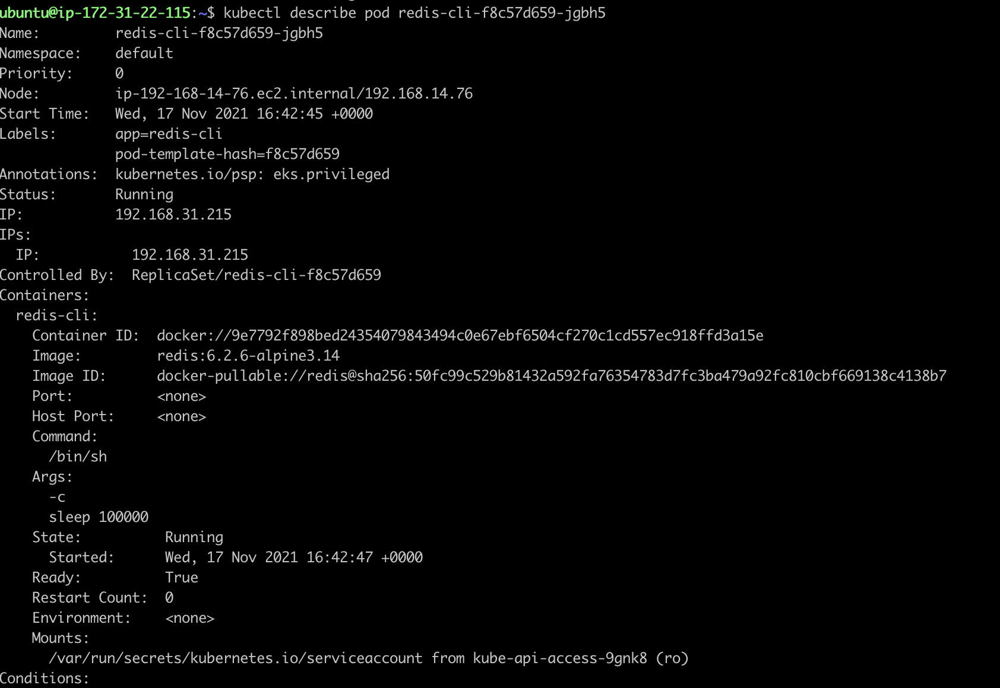 ubuntu@ip-172-31-22-115:~$ kubectl describe pod redis-cli-f8c57d659-jgbh5
Name:         redis-cli-f8c57d659-jgbh5
Namespace:    default
Priority:     0
Node:         ip-192-168-14-76.ec2.internal/192.168.14.76
Start Time:   Wed, 17 Nov 2021 16:42:45 +0000
Labels:       app=redis-cli
              pod-template-hash=f8c57d659
Annotations:  kubernetes.io/psp: eks.privileged
Status:       Running
IP:           192.168.31.215
IPs:
  IP:           192.168.31.215
Controlled By:  ReplicaSet/redis-cli-f8c57d659
Containers:
  redis-cli:
    Container ID:  docker://9e7792f898bed24354079843494c0e67ebf6504cf270c1cd557ec918ffd3a15e
    Image:         redis:6.2.6-alpine3.14
    Image ID:      docker-pullable://redis@sha256:50fc99c529b81432a592fa76354783d7fc3ba479a92fc810cbf669138c4138b7
    Port:          <none>
    Host Port:     <none>
    Command:
      /bin/sh
    Args:
      -c
      sleep 100000
    State:          Running
      Started:      Wed, 17 Nov 2021 16:42:47 +0000
    Ready:          True
    Restart Count:  0
    Environment:    <none>
    Mounts:
      /var/run/secrets/kubernetes.io/serviceaccount from kube-api-access-9gnk8 (ro)
Conditions: